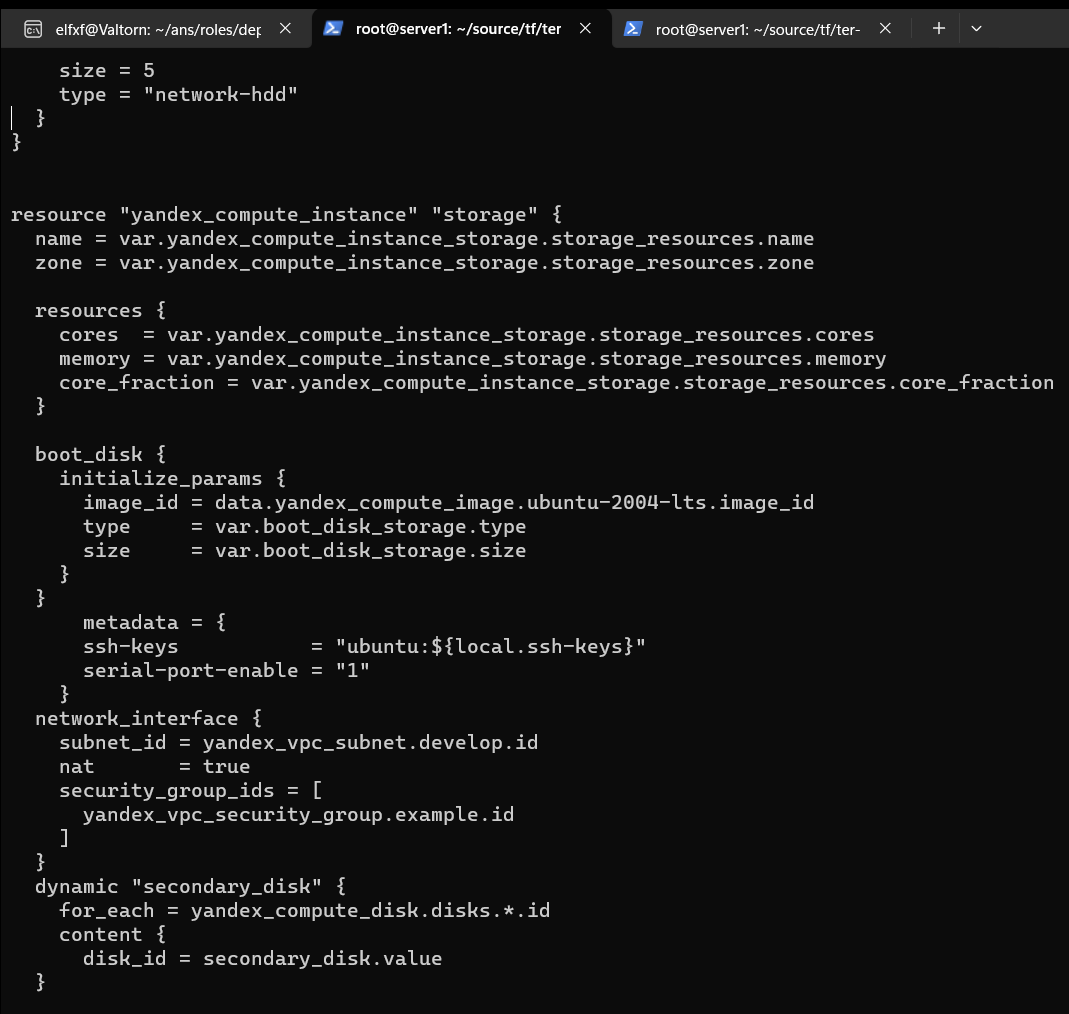 elfxf@Valtorn: ~/ans/roles/dep
root@server1: ~/source/tf/ter
root@server1: ~/source/tf/ter-
    size = 5
    type = "network-hdd"
  }
}
resource "yandex_compute_instance" "storage" {
  name = var.yandex_compute_instance_storage.storage_resources.name
  zone = var.yandex_compute_instance_storage.storage_resources.zone
  resources {
    cores  = var.yandex_compute_instance_storage.storage_resources.cores
    memory = var.yandex_compute_instance_storage.storage_resources.memory
    core_fraction = var.yandex_compute_instance_storage.storage_resources.core_fraction
  }
  boot_disk {
    initialize_params {
      image_id = data.yandex_compute_image.ubuntu-2004-lts.image_id
      type     = var.boot_disk_storage.type
      size     = var.boot_disk_storage.size
    }
  }
      metadata = {
      ssh-keys           = "ubuntu:${local.ssh-keys}"
      serial-port-enable = "1"
    }
  network_interface {
    subnet_id = yandex_vpc_subnet.develop.id
    nat       = true
    security_group_ids = [
      yandex_vpc_security_group.example.id
    ]
  }
  dynamic "secondary_disk" {
    for_each = yandex_compute_disk.disks.*.id
    content {
      disk_id = secondary_disk.value
  }